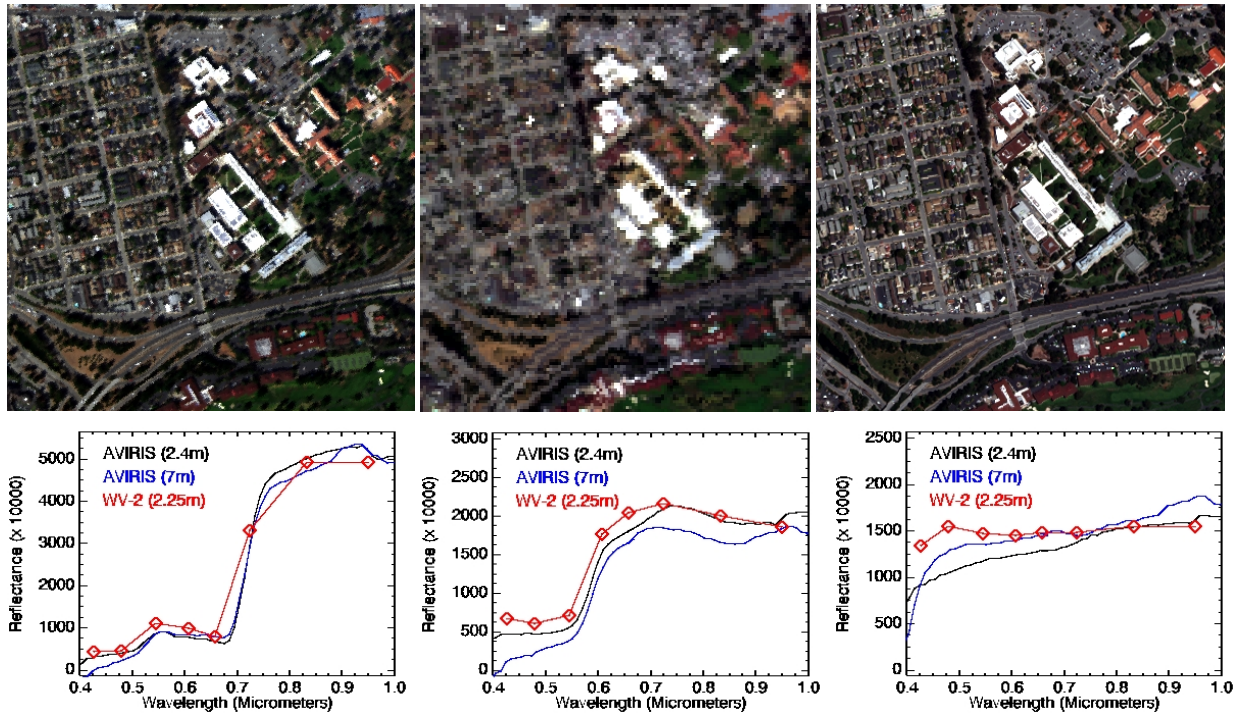 5000
4000
3000
2000
1000
0
Reflectance (x 10000)
AVIRIS (2.4m)
AVIRIS (7m)
WV-2 (2.25m)
0.4 0.5 0.6 0.7 0.8 0.9 1.0
Wavelength (Micrometers)
3000
2500
2000
1500
1000
500
0
Reflectance (x 10000)
AVIRIS (2.4m)
AVIRIS (7m)
WV-2 (2.25m)
0.4 0.5 0.6 0.7 0.8 0.9 1.0
Wavelength (Micrometers)
2500
2000
1500
1000
500
0
Reflectance (x 10000)
AVIRIS (2.4m)
AVIRIS (7m)
WV-2 (2.25m)
0.4 0.5 0.6 0.7 0.8 0.9 1.0
Wavelength (Micrometers)